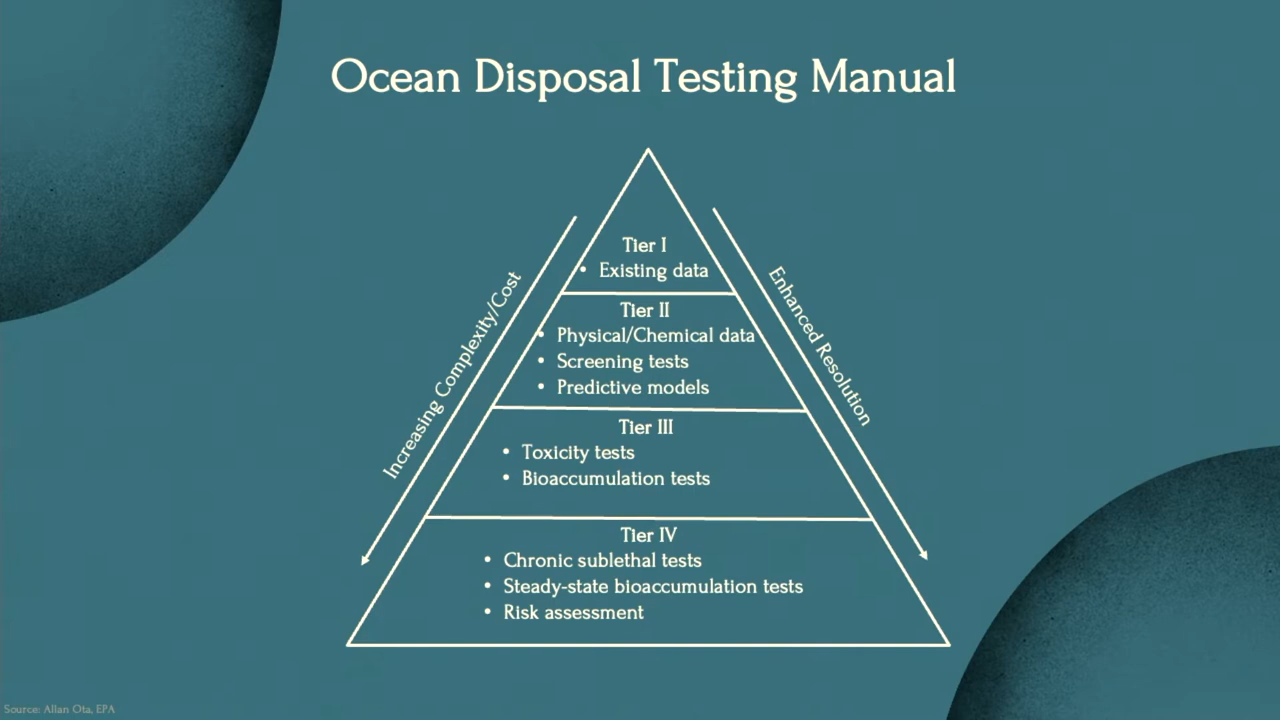 Ocean Disposal Testing Manual
Tier I
• Existing data
Tier II
• Physical/Chemical data
• Screening tests
• Predictive models
Tier III
• Toxicity tests
• Bioaccumulation tests
Tier IV
• Chronic sublethal tests
• Steady-state bioaccumulation tests
• Risk assessment
Increasing Complexity/Cost
Enhanced Resolution
Source: Allan Ota, EPA